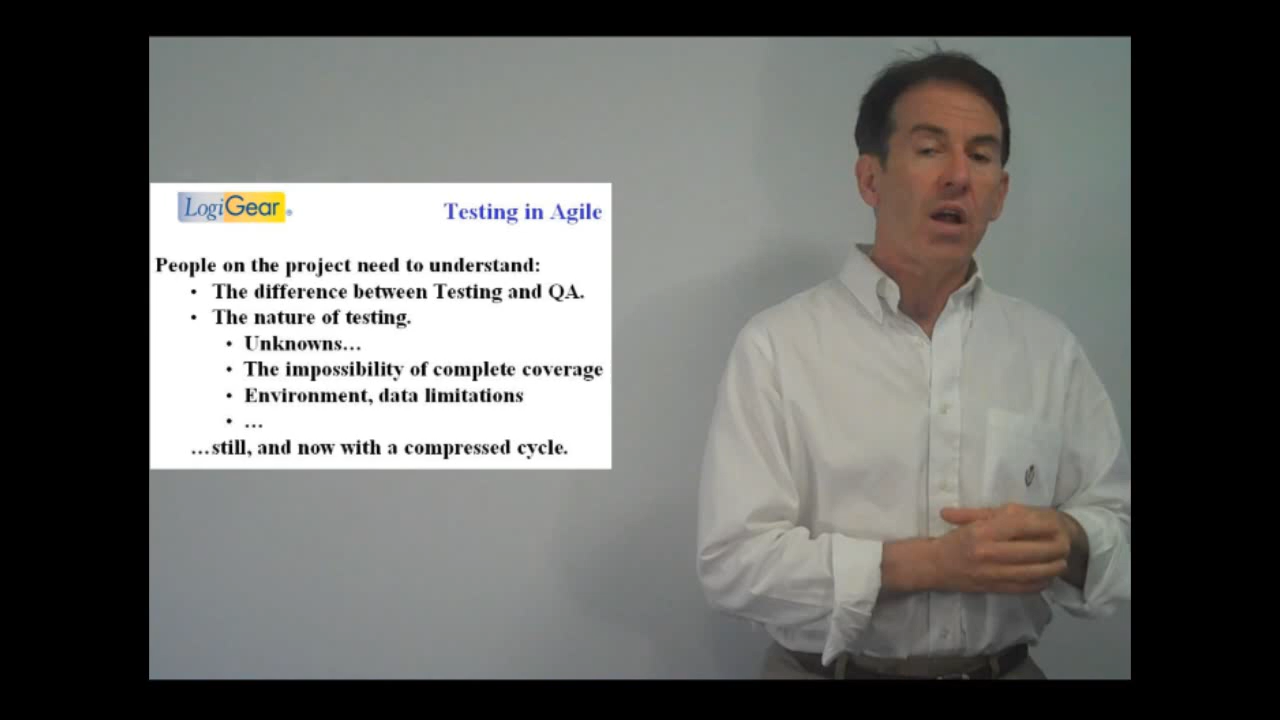 LogiGear®
Testing in Agile
People on the project need to understand:
• The difference between Testing and QA.
• The nature of testing.
• Unknowns…
• The impossibility of complete coverage
• Environment, data limitations
• …
…still, and now with a compressed cycle.